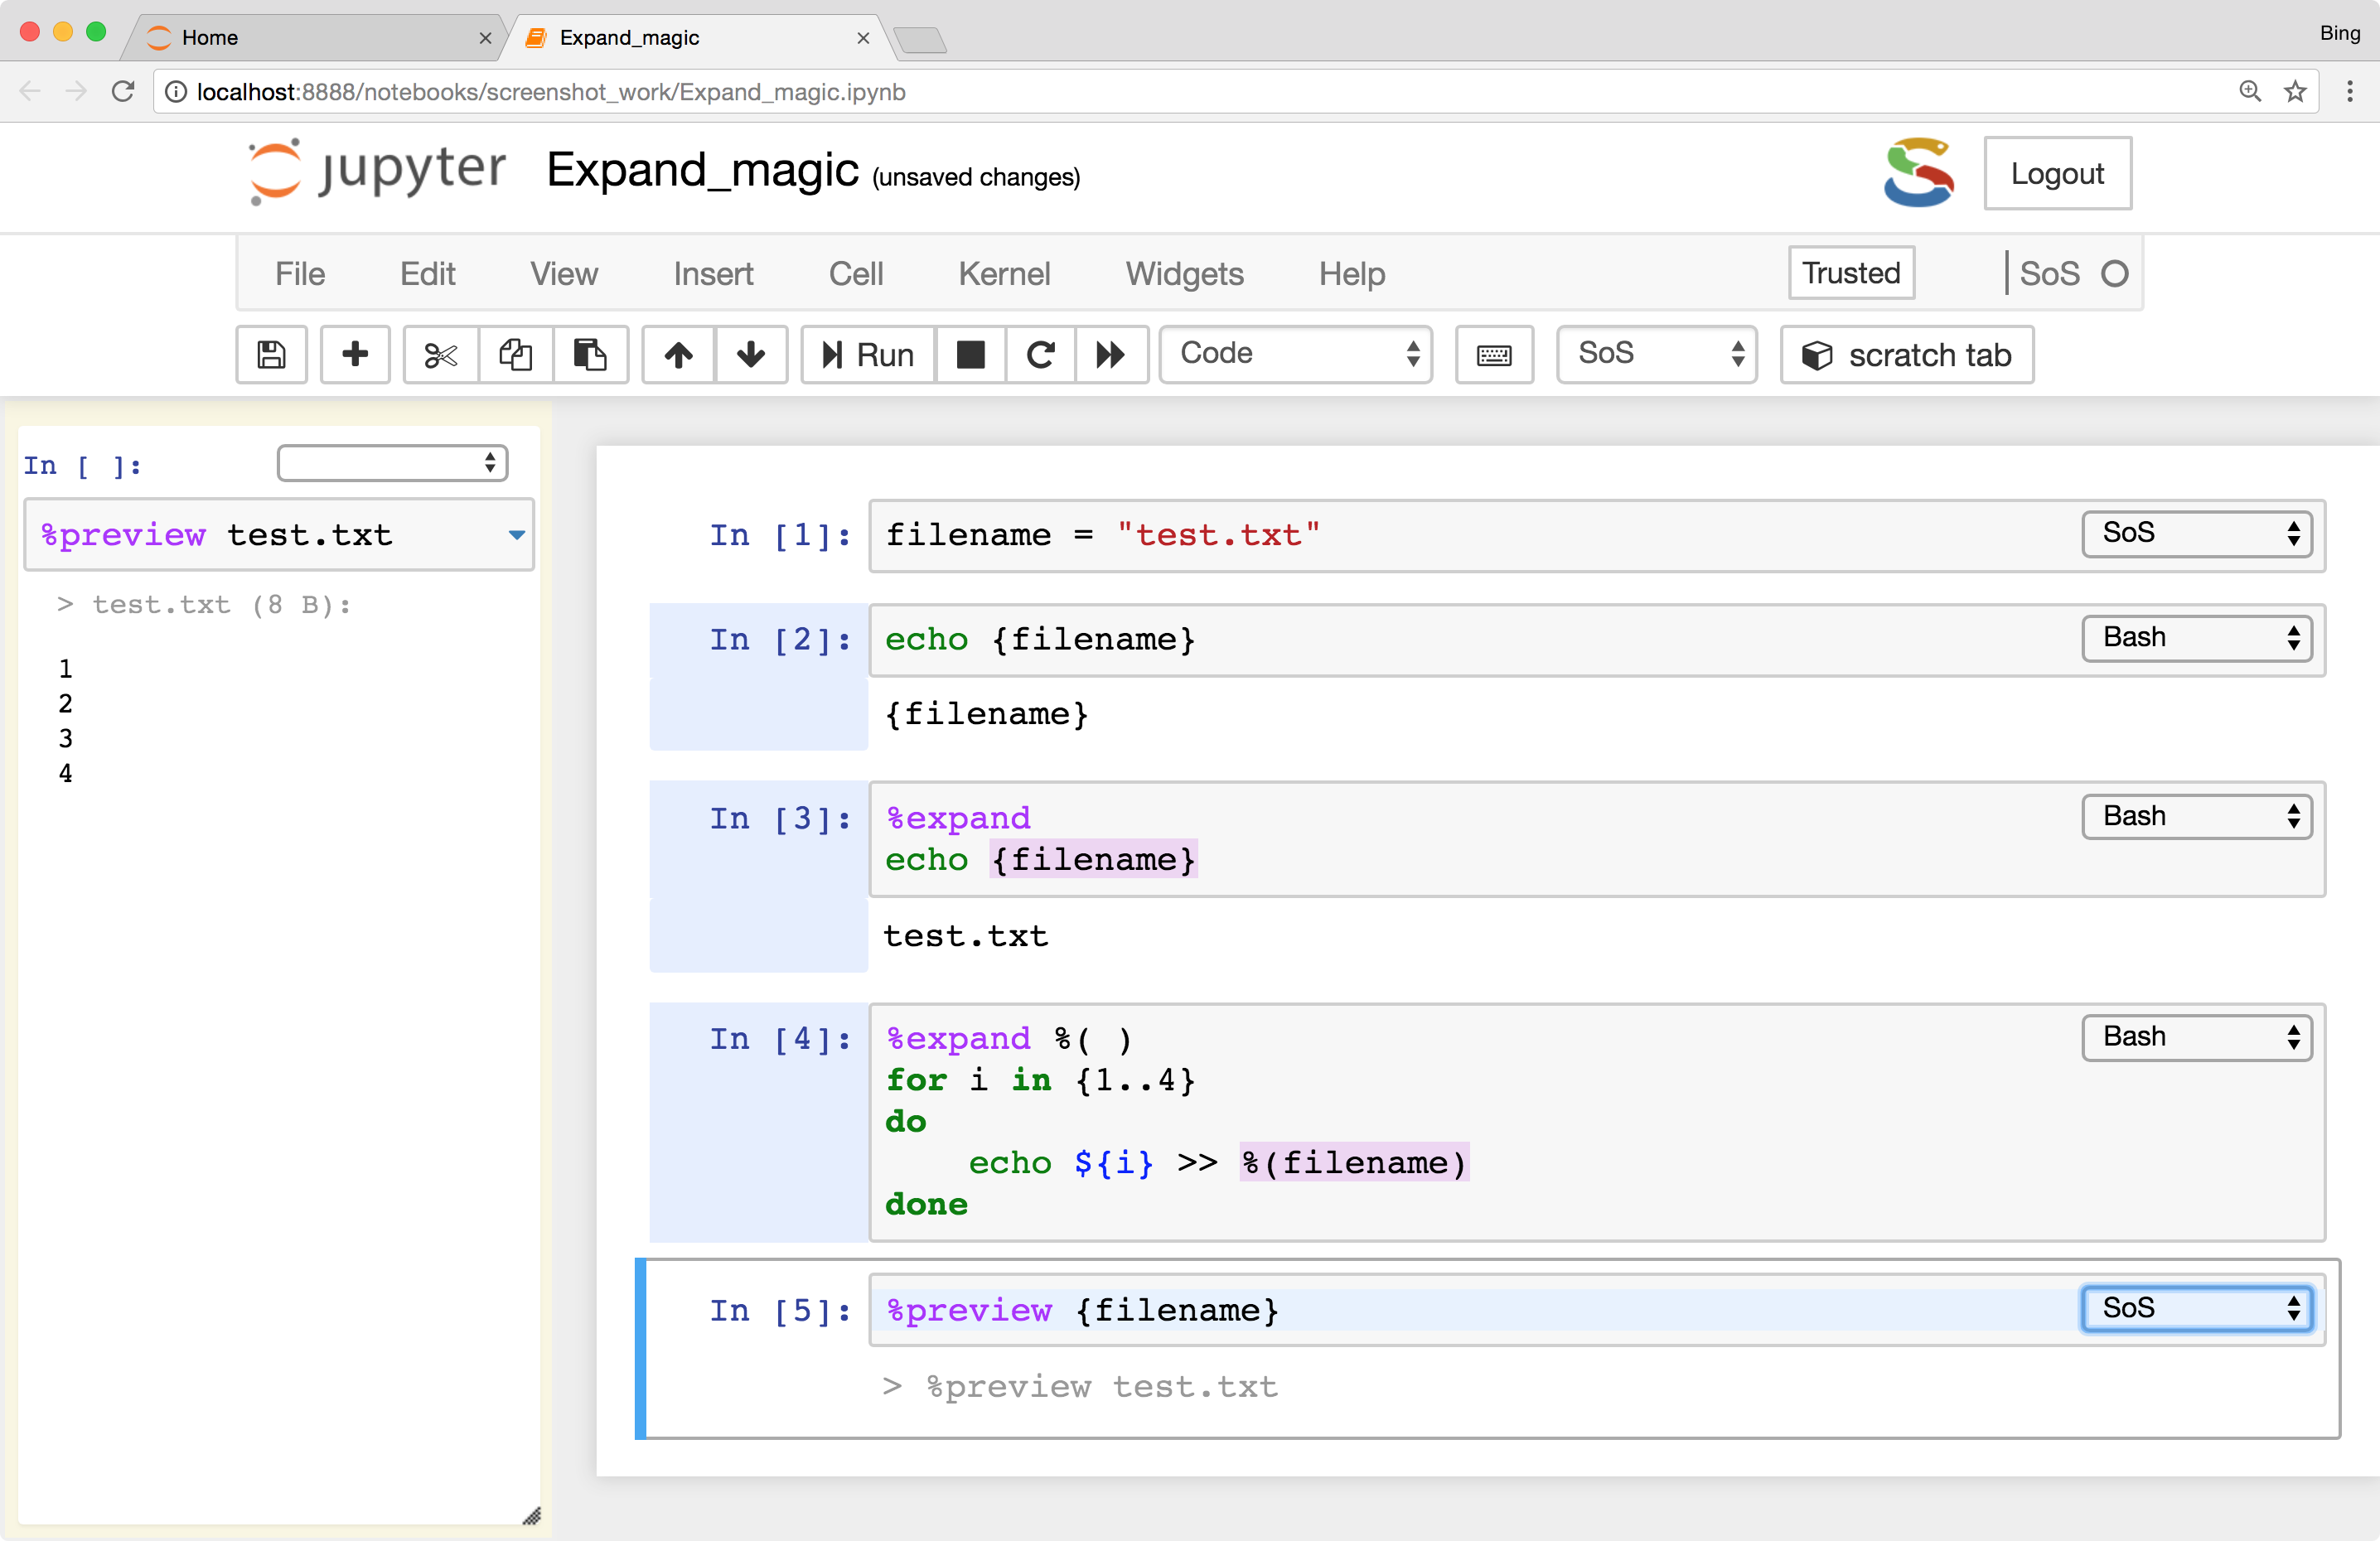 Home
Expand_magic
Bing
localhost:8888/notebooks/screenshot_work/Expand_magic.ipynb
jupyter Expand_magic (unsaved changes)
Logout
File Edit View Insert Cell Kernel Widgets Help Trusted SoS
Run Code SoS scratch tab
In [ ]:
%preview test.txt
> test.txt (8 B):
1
2
3
4
In [1]: filename = "test.txt" SoS
In [2]: echo {filename} Bash
{filename}
In [3]: %expand Bash
echo {filename}
test.txt
In [4]: %expand %( ) Bash
for i in {1..4}
do
echo ${i} >> %(filename)
done
In [5]: %preview {filename} SoS
> %preview test.txt